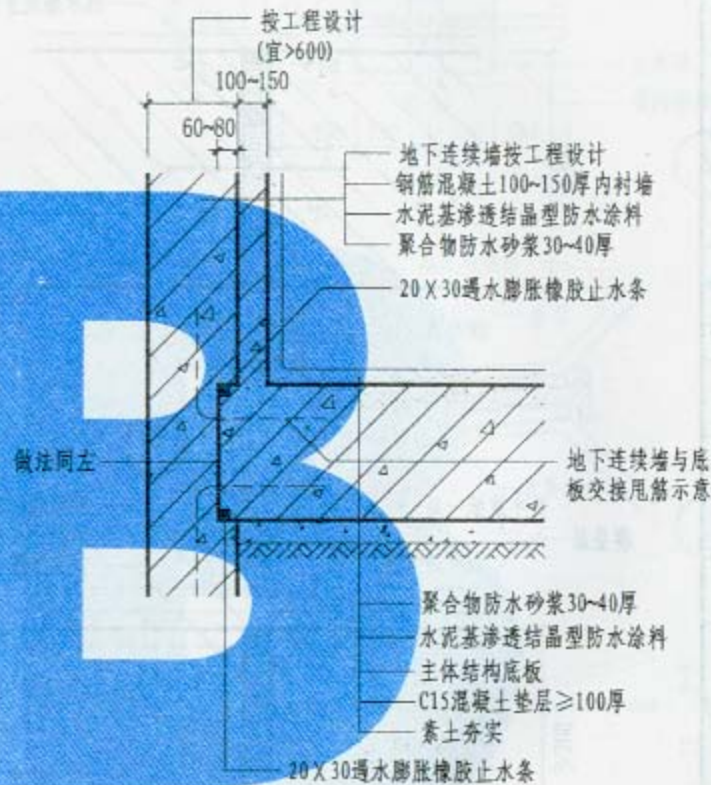 按工程设计
(宜>600)
100~150
60~80
地下连续墙按工程设计
钢筋混凝土100~150厚内衬墙
水泥基渗透结晶型防水涂料
聚合物防水砂浆30~40厚
20X30遇水膨胀橡胶止水条
做法同左
地下连续墙与底
板交接甩筋示意
聚合物防水砂浆30~40厚
水泥基渗透结晶型防水涂料
主体结构底板
C15混凝土垫层≥100厚
素土夯实
20X30遇水膨胀橡胶止水条
B